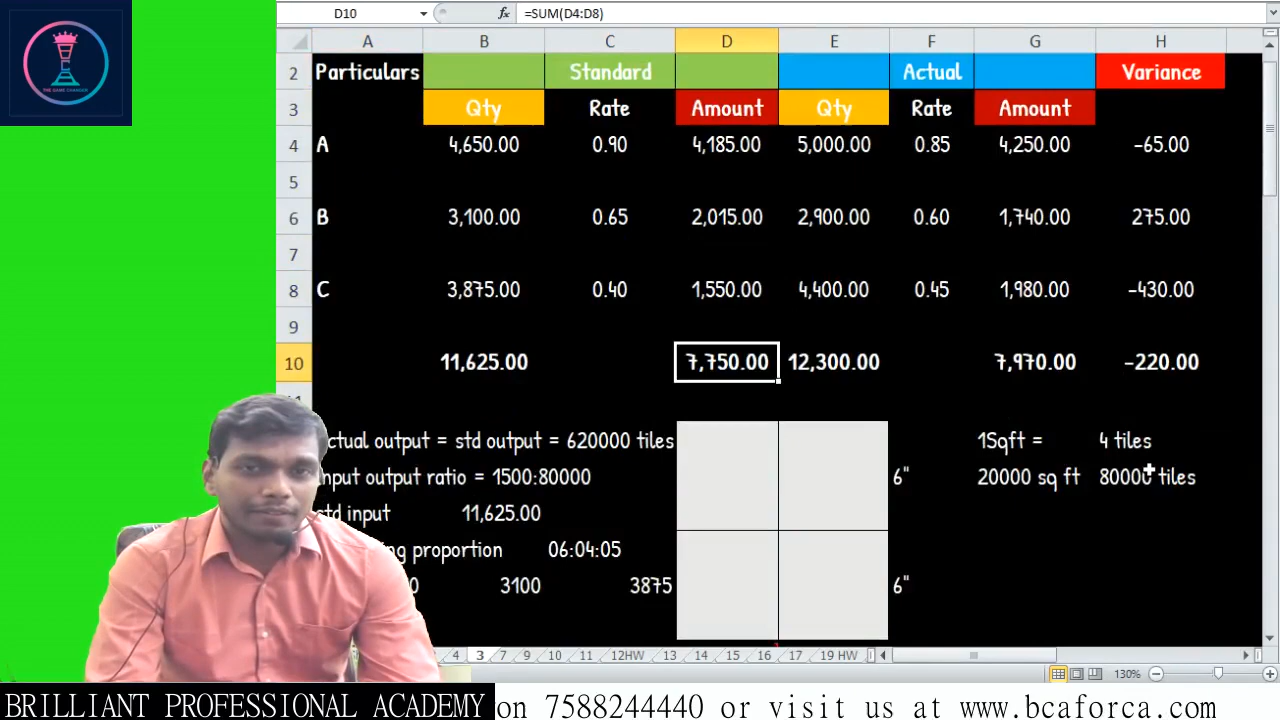 D10 fx =SUM(D4:D8)
A B C D E F G H
THE GAME CHANGER
2 Particulars Standard Actual Variance
3 Qty Rate Amount Qty Rate Amount
4 A 4,650.00 0.90 4,185.00 5,000.00 0.85 4,250.00 -65.00
5
6 B 3,100.00 0.65 2,015.00 2,900.00 0.60 1,740.00 275.00
7
8 C 3,875.00 0.40 1,550.00 4,400.00 0.45 1,980.00 -430.00
9
10 11,625.00 7,750.00 12,300.00 7,970.00 -220.00
output = std output = 620000 tiles 1Sqft = 4 tiles
output ratio = 1500:80000 6" 20000 sq ft 80000 tiles
std input 11,625.00
proportion 06:04:05
3100 3875 6"
4 3 7 9 10 11 12HW 13 14 15 16 17 19 HW 130%
BRILLIANT PROFESSIONAL ACADEMY on 7588244440 or visit us at www.bcaforca.com